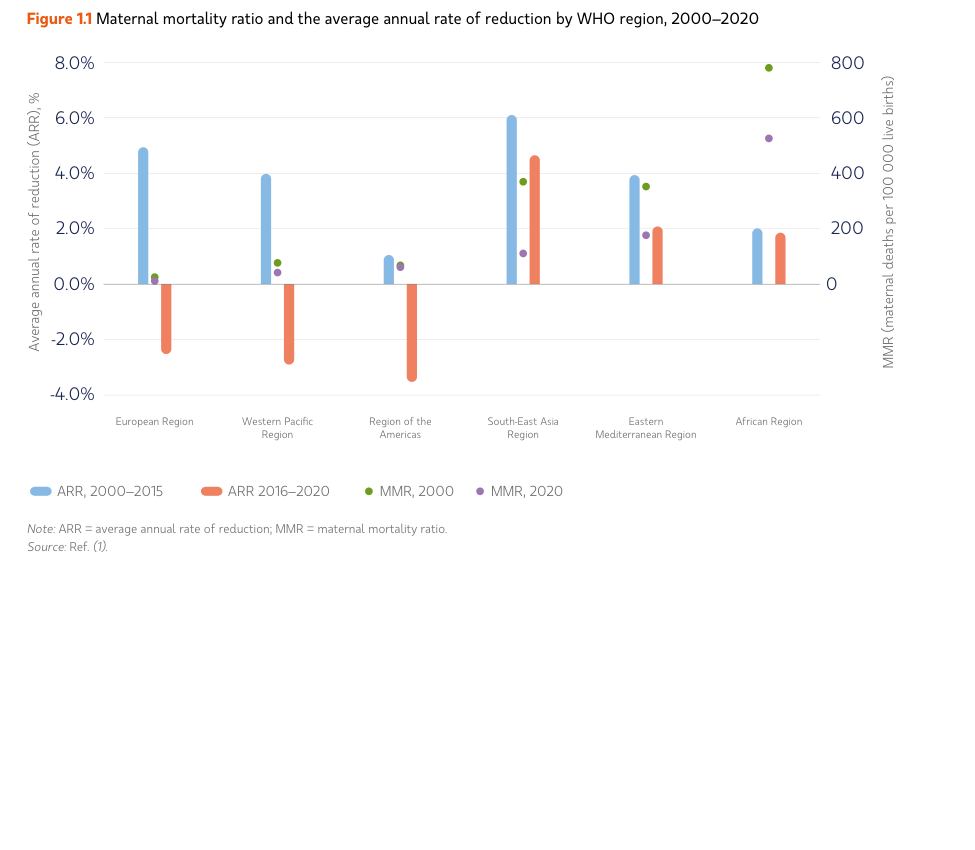 Figure 1.1 Maternal mortality ratio and the average annual rate of reduction by WHO region, 2000–2020
Average annual rate of reduction (ARR), %
8.0%
6.0%
4.0%
2.0%
0.0%
-2.0%
-4.0%
800
600
400
200
0
MMR (maternal deaths per 100 000 live births)
European Region
Western Pacific
Region
Region of the
Americas
South-East Asia
Region
Eastern
Mediterranean Region
African Region
ARR, 2000–2015
ARR 2016–2020
MMR, 2000
MMR, 2020
Note: ARR = average annual rate of reduction; MMR = maternal mortality ratio.
Source: Ref. (1).